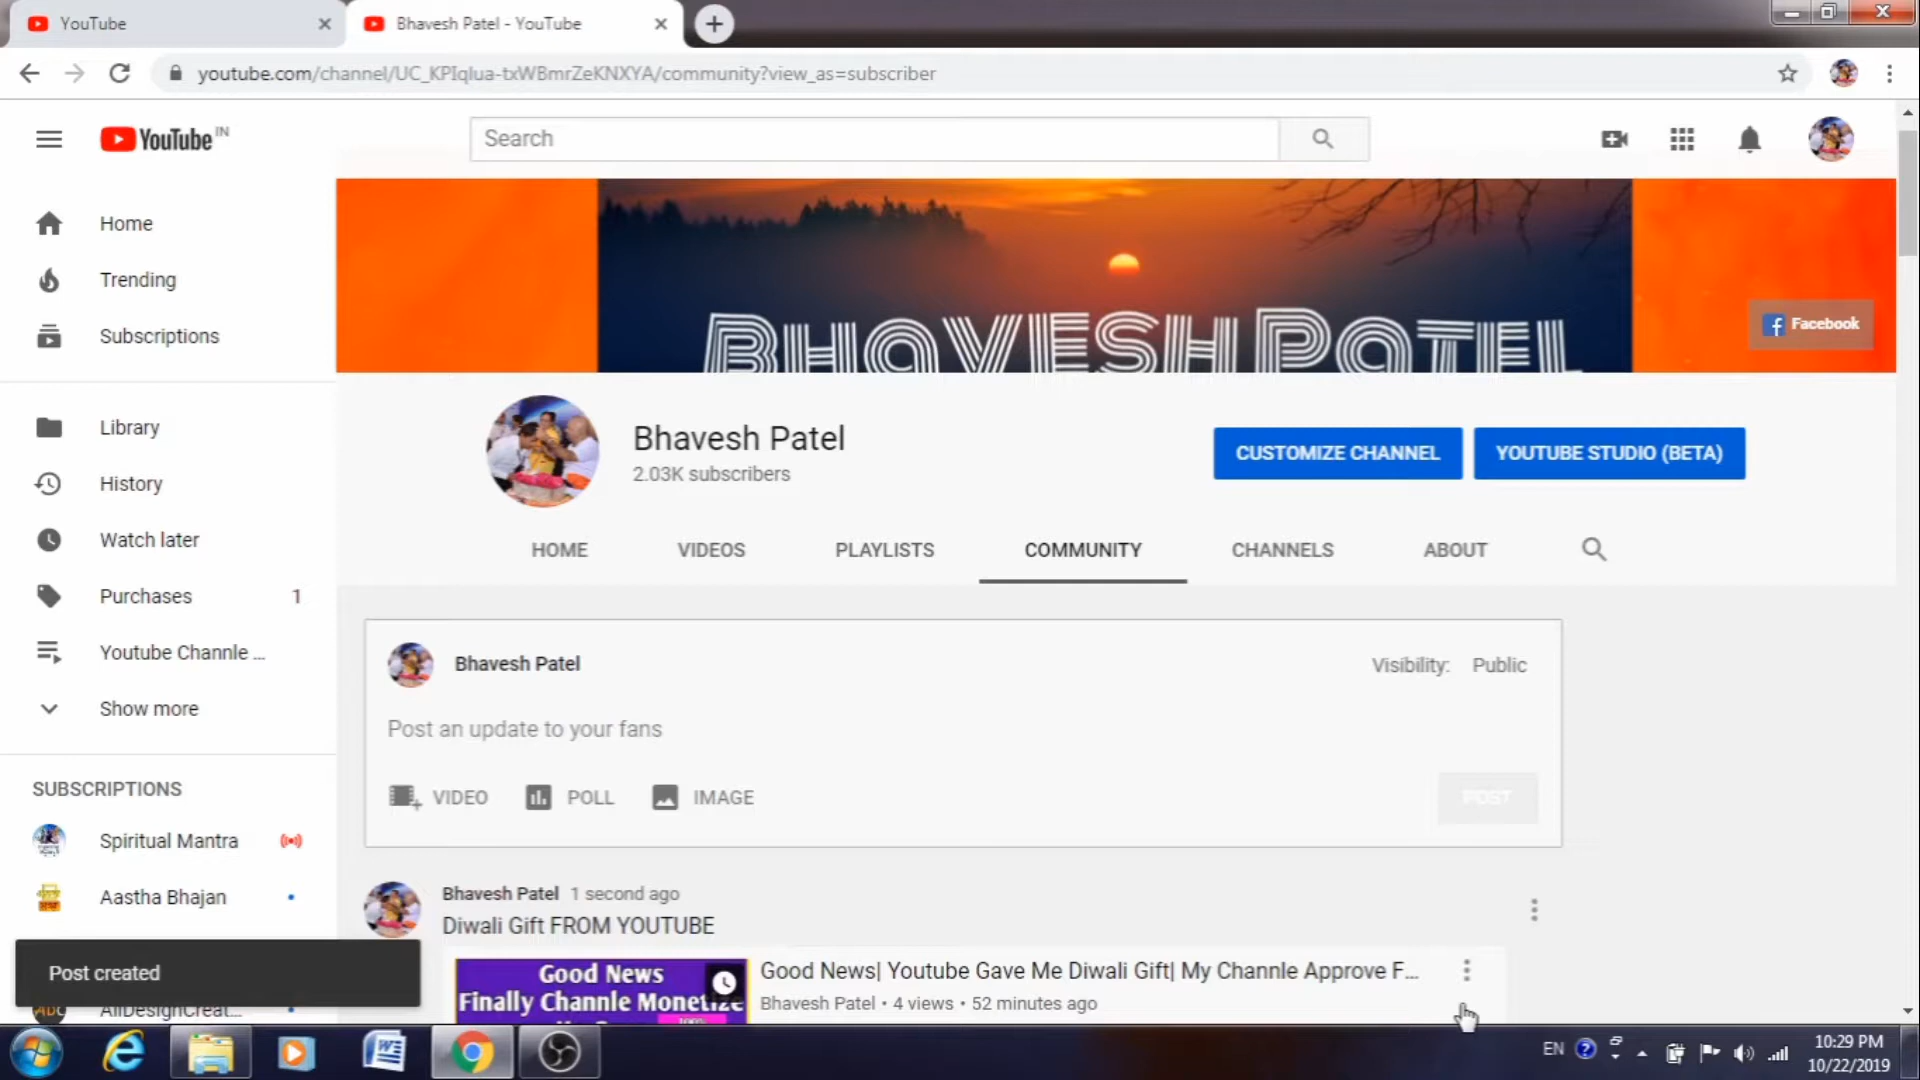 YouTube
Bhavesh Patel - YouTube
youtube.com/channel/UC_KPIqlua-txWBmrZeKNXYA/community?view_as=subscriber
YouTube IN
Search
Home
Trending
Subscriptions
Library
History
Watch later
Purchases 1
Youtube Channle ...
Show more
SUBSCRIPTIONS
Spiritual Mantra
Aastha Bhajan
AllDesignCreat...
Post created
BHAVESH PATEL
Facebook
Bhavesh Patel
2.03K subscribers
CUSTOMIZE CHANNEL
YOUTUBE STUDIO (BETA)
HOME VIDEOS PLAYLISTS COMMUNITY CHANNELS ABOUT
Bhavesh Patel
Visibility: Public
Post an update to your fans
VIDEO POLL IMAGE
POST
Bhavesh Patel 1 second ago
Diwali Gift FROM YOUTUBE
Good News
Finally Channle Monetize
Good News| Youtube Gave Me Diwali Gift| My Channle Approve F...
Bhavesh Patel • 4 views • 52 minutes ago
EN
10:29 PM
10/22/2019